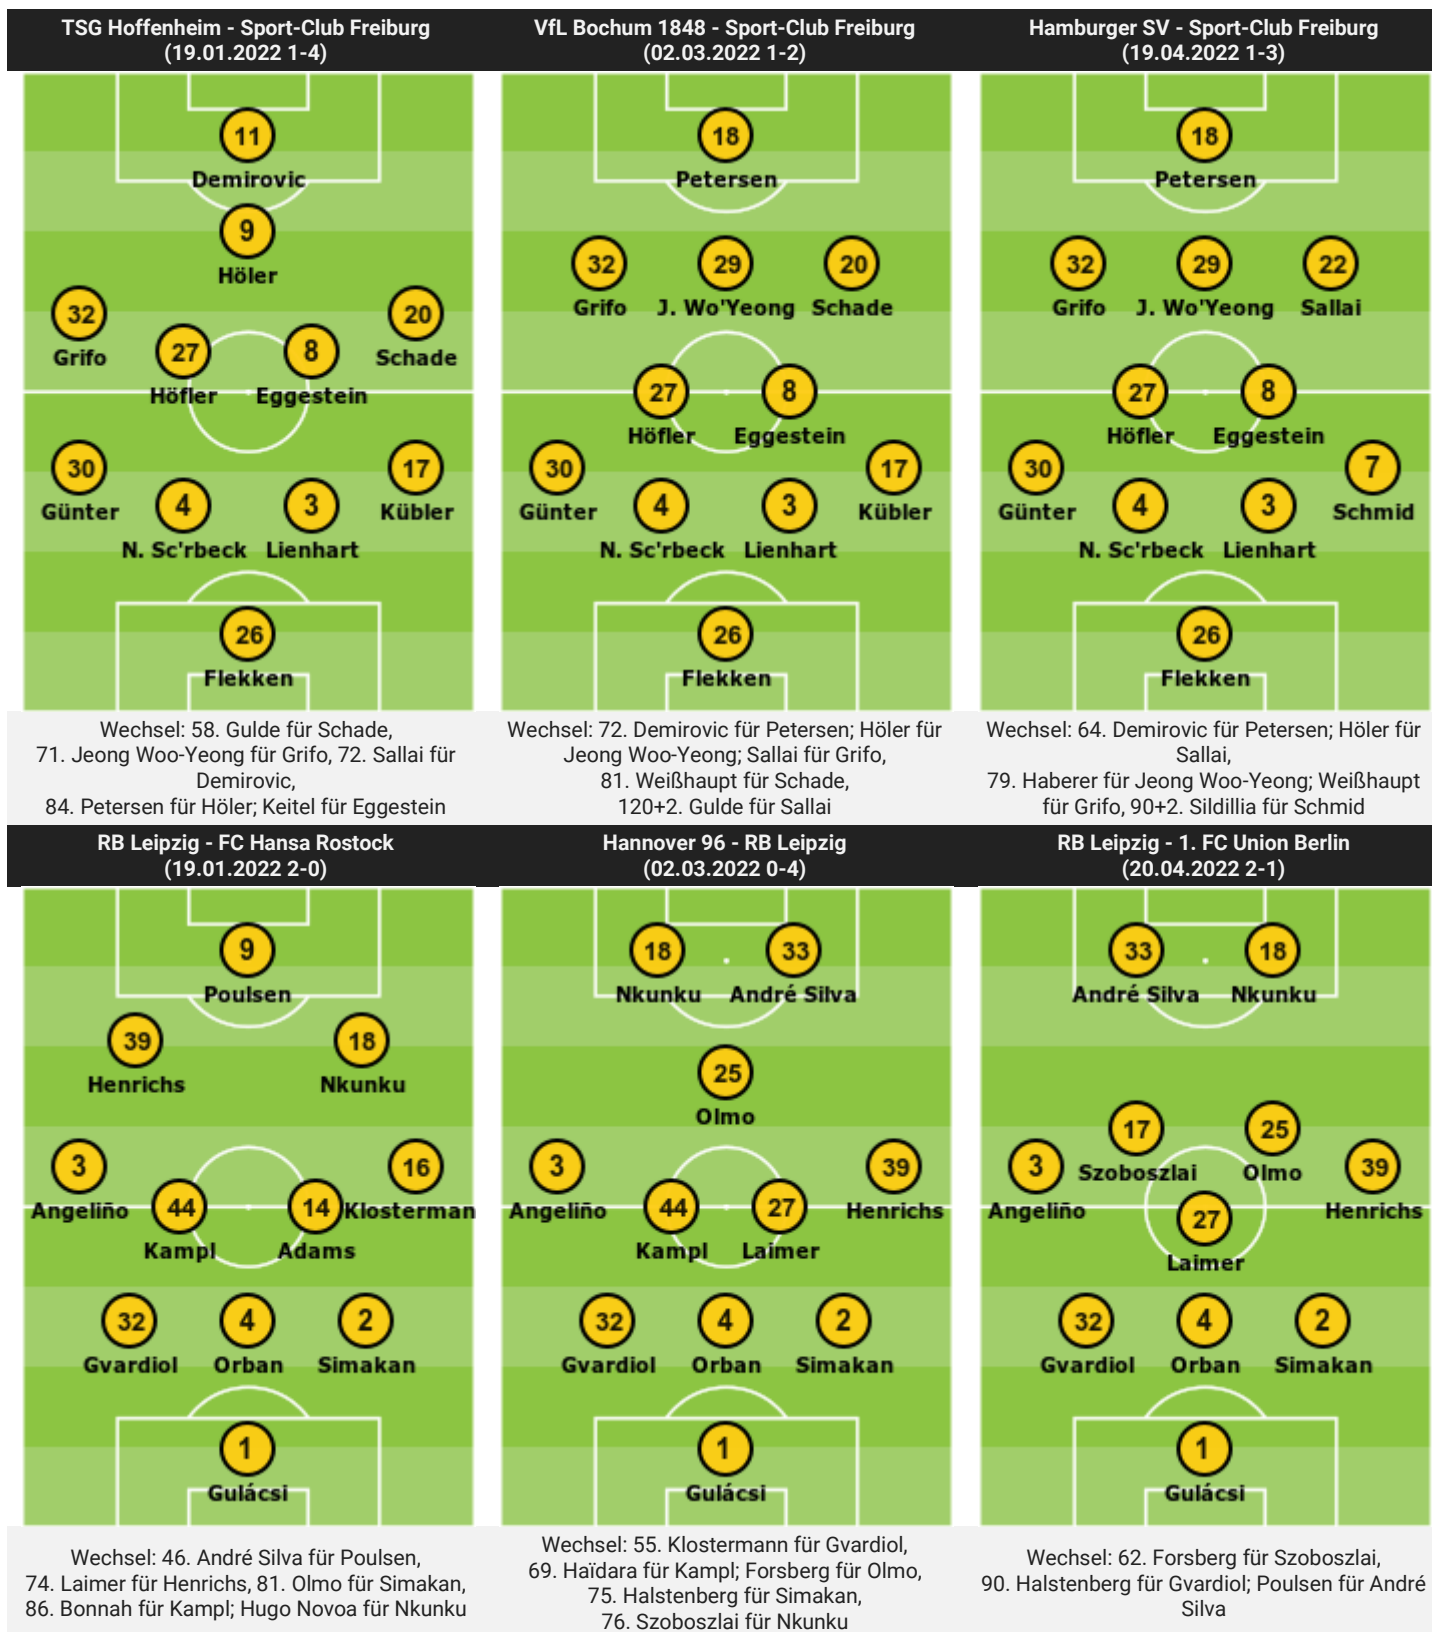 TSG Hoffenheim - Sport-Club Freiburg
(19.01.2022 1-4)
11
Demirovic
9
Höler
32
Grifo
20
Schade
27
Höfler
8
Eggestein
30
Günter
17
Kübler
4
N. Sc'rbeck
3
Lienhart
26
Flekken
Wechsel: 58. Gulde für Schade,
71. Jeong Woo-Yeong für Grifo, 72. Sallai für
Demirovic,
84. Petersen für Höler; Keitel für Eggestein
VfL Bochum 1848 - Sport-Club Freiburg
(02.03.2022 1-2)
18
Petersen
32
Grifo
29
J. Wo'Yeong
20
Schade
27
Höfler
8
Eggestein
30
Günter
17
Kübler
4
N. Sc'rbeck
3
Lienhart
26
Flekken
Wechsel: 72. Demirovic für Petersen; Höler für
Jeong Woo-Yeong; Sallai für Grifo,
81. Weißhaupt für Schade,
120+2. Gulde für Sallai
Hamburger SV - Sport-Club Freiburg
(19.04.2022 1-3)
18
Petersen
32
Grifo
29
J. Wo'Yeong
22
Sallai
27
Höfler
8
Eggestein
30
Günter
7
Schmid
4
N. Sc'rbeck
3
Lienhart
26
Flekken
Wechsel: 64. Demirovic für Petersen; Höler für
Sallai,
79. Haberer für Jeong Woo-Yeong; Weißhaupt
für Grifo, 90+2. Sildillia für Schmid
RB Leipzig - FC Hansa Rostock
(19.01.2022 2-0)
9
Poulsen
39
Henrichs
18
Nkunku
3
Angeliño
16
Klosterman
44
Kampl
14
Adams
32
Gvardiol
4
Orban
2
Simakan
1
Gulácsi
Wechsel: 46. André Silva für Poulsen,
74. Laimer für Henrichs, 81. Olmo für Simakan,
86. Bonnah für Kampl; Hugo Novoa für Nkunku
Hannover 96 - RB Leipzig
(02.03.2022 0-4)
18
Nkunku
33
André Silva
25
Olmo
3
Angeliño
39
Henrichs
44
Kampl
27
Laimer
32
Gvardiol
4
Orban
2
Simakan
1
Gulácsi
Wechsel: 55. Klostermann für Gvardiol,
69. Haïdara für Kampl; Forsberg für Olmo,
75. Halstenberg für Simakan,
76. Szoboszlai für Nkunku
RB Leipzig - 1. FC Union Berlin
(20.04.2022 2-1)
33
André Silva
18
Nkunku
17
Szoboszlai
25
Olmo
3
Angeliño
39
Henrichs
27
Laimer
32
Gvardiol
4
Orban
2
Simakan
1
Gulácsi
Wechsel: 62. Forsberg für Szoboszlai,
90. Halstenberg für Gvardiol; Poulsen für André
Silva